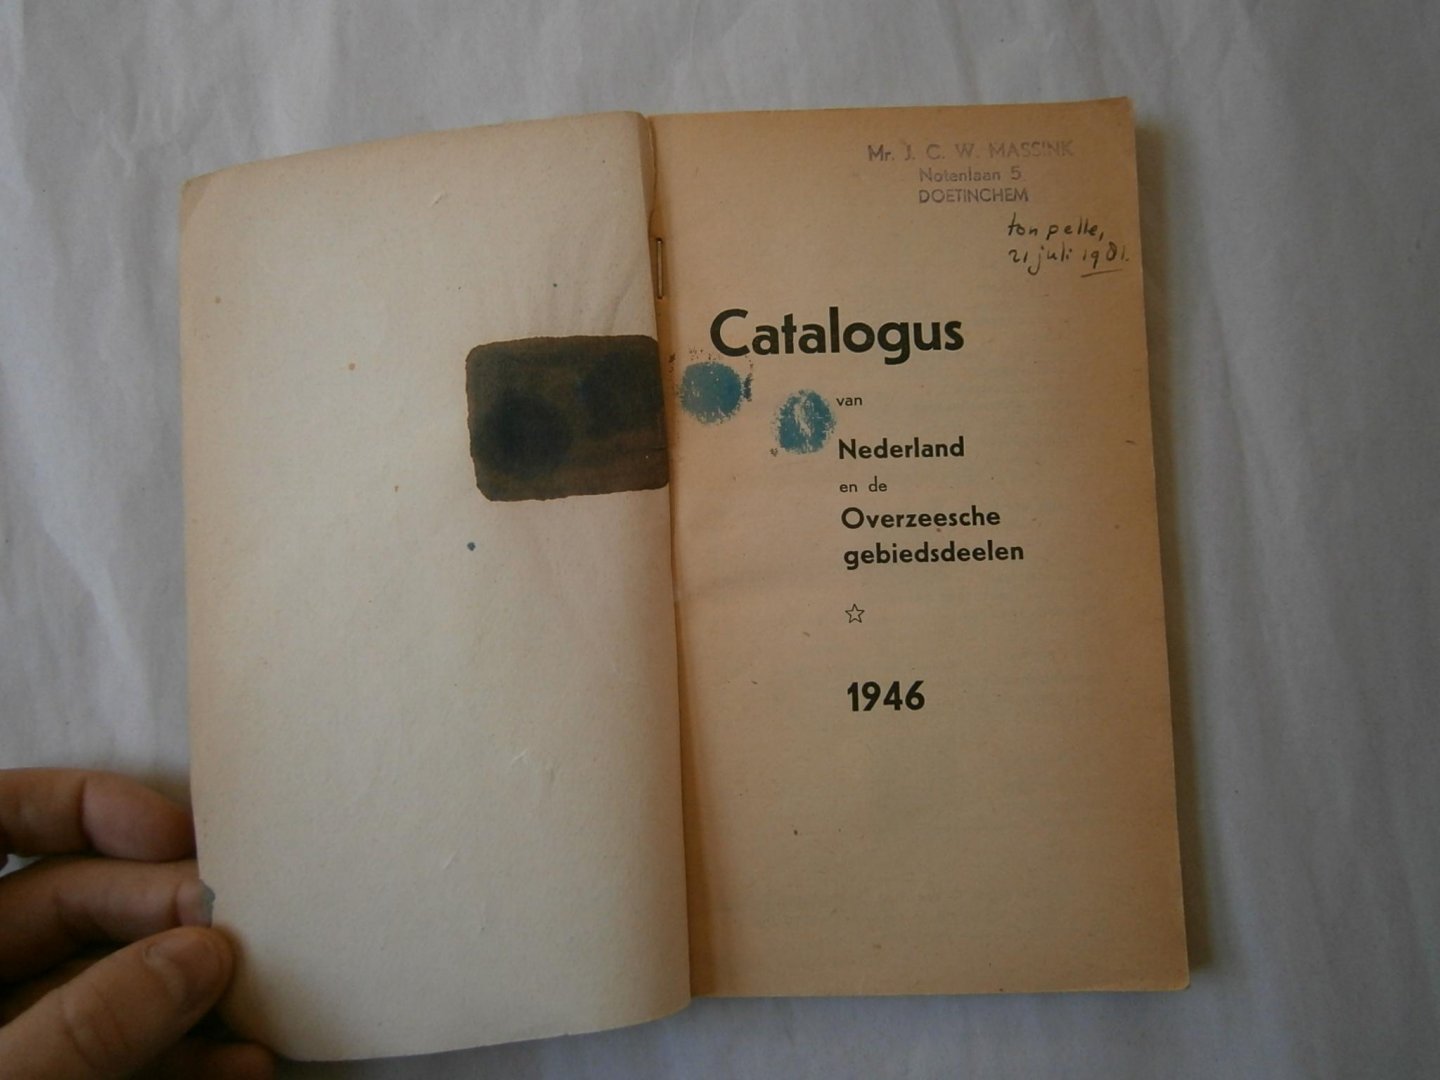 Mr. J. C. W. MASSINK
Notenlaan 5
DOETINCHEM
ton pelle,
21 juli 1981.
Catalogus
van
Nederland
en de
Overzeesche
gebiedsdeelen
☆
1946